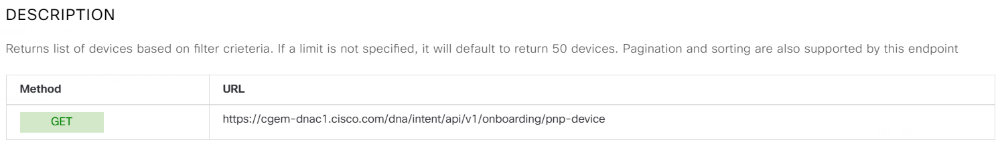 DESCRIPTION
Returns list of devices based on filter crieteria. If a limit is not specified, it will default to return 50 devices. Pagination and sorting are also supported by this endpoint
Method URL
GET https://cgem-dnac1.cisco.com/dna/intent/api/v1/onboarding/pnp-device